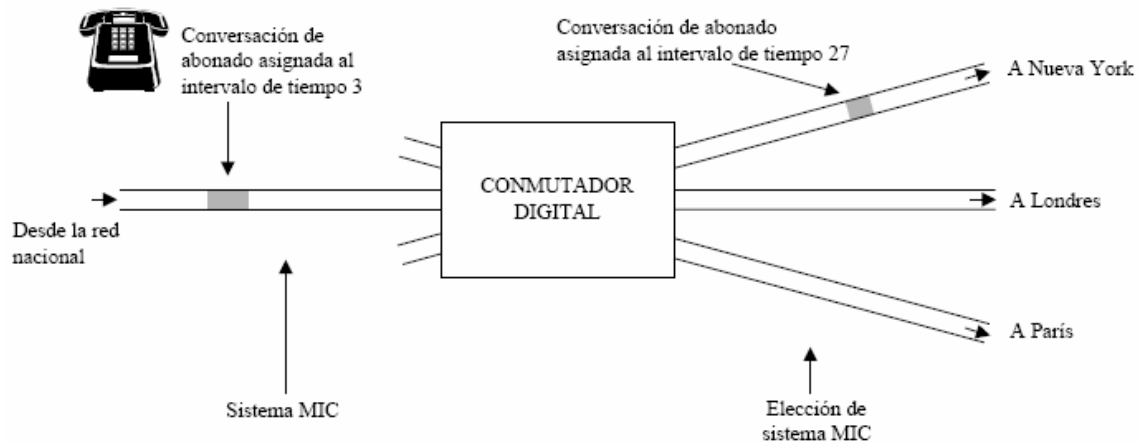 Conversación de
abonado asignada al
intervalo de tiempo 3
Conversación de abonado
asignada al intervalo de tiempo 27
A Nueva York
CONMUTADOR
DIGITAL
A Londres
Desde la red
nacional
A París
Sistema MIC
Elección de
sistema MIC